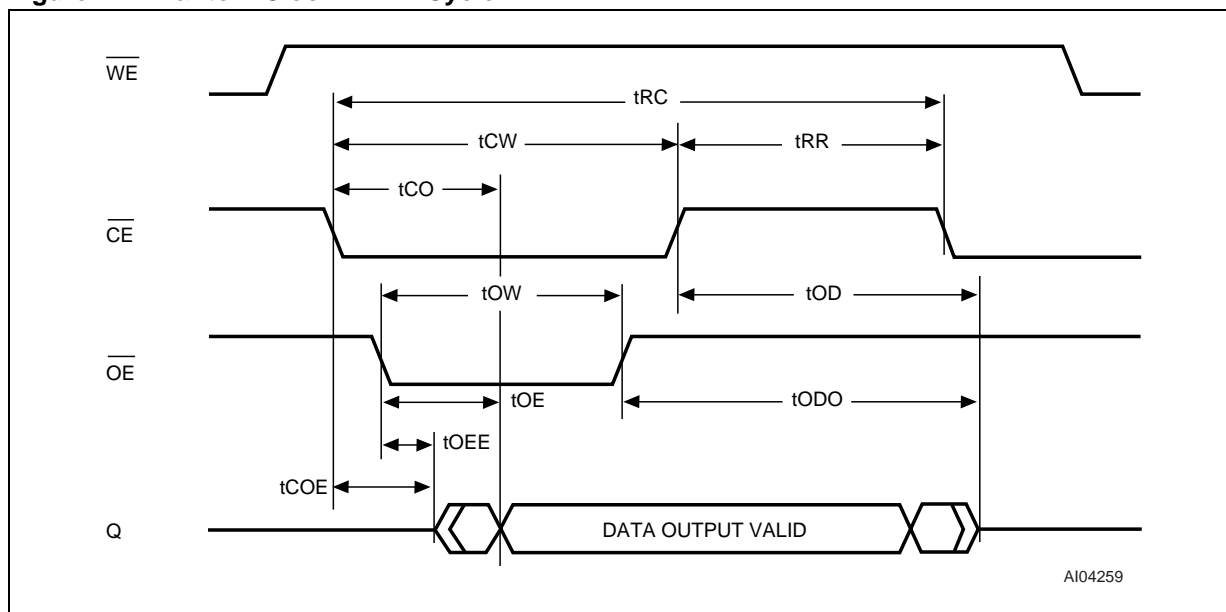 WE
tRC
tCW
tRR
tCO
CE
tOW
tOD
OE
tOE
tODO
tOEE
tCOE
Q
DATA OUTPUT VALID
AI04259